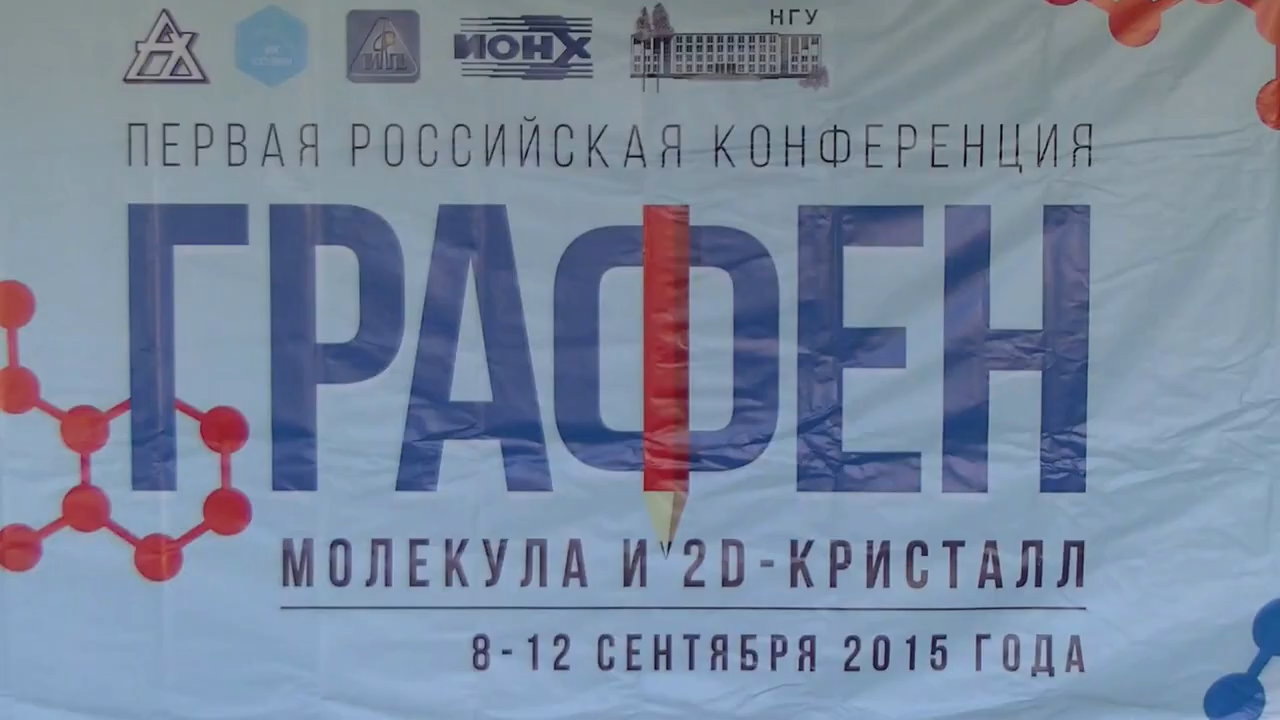 ИОНХ
НГУ
ПЕРВАЯ РОССИЙСКАЯ КОНФЕРЕНЦИЯ
ГРАФЕН
МОЛЕКУЛА И 2D-КРИСТАЛЛ
8-12 СЕНТЯБРЯ 2015 ГОДА